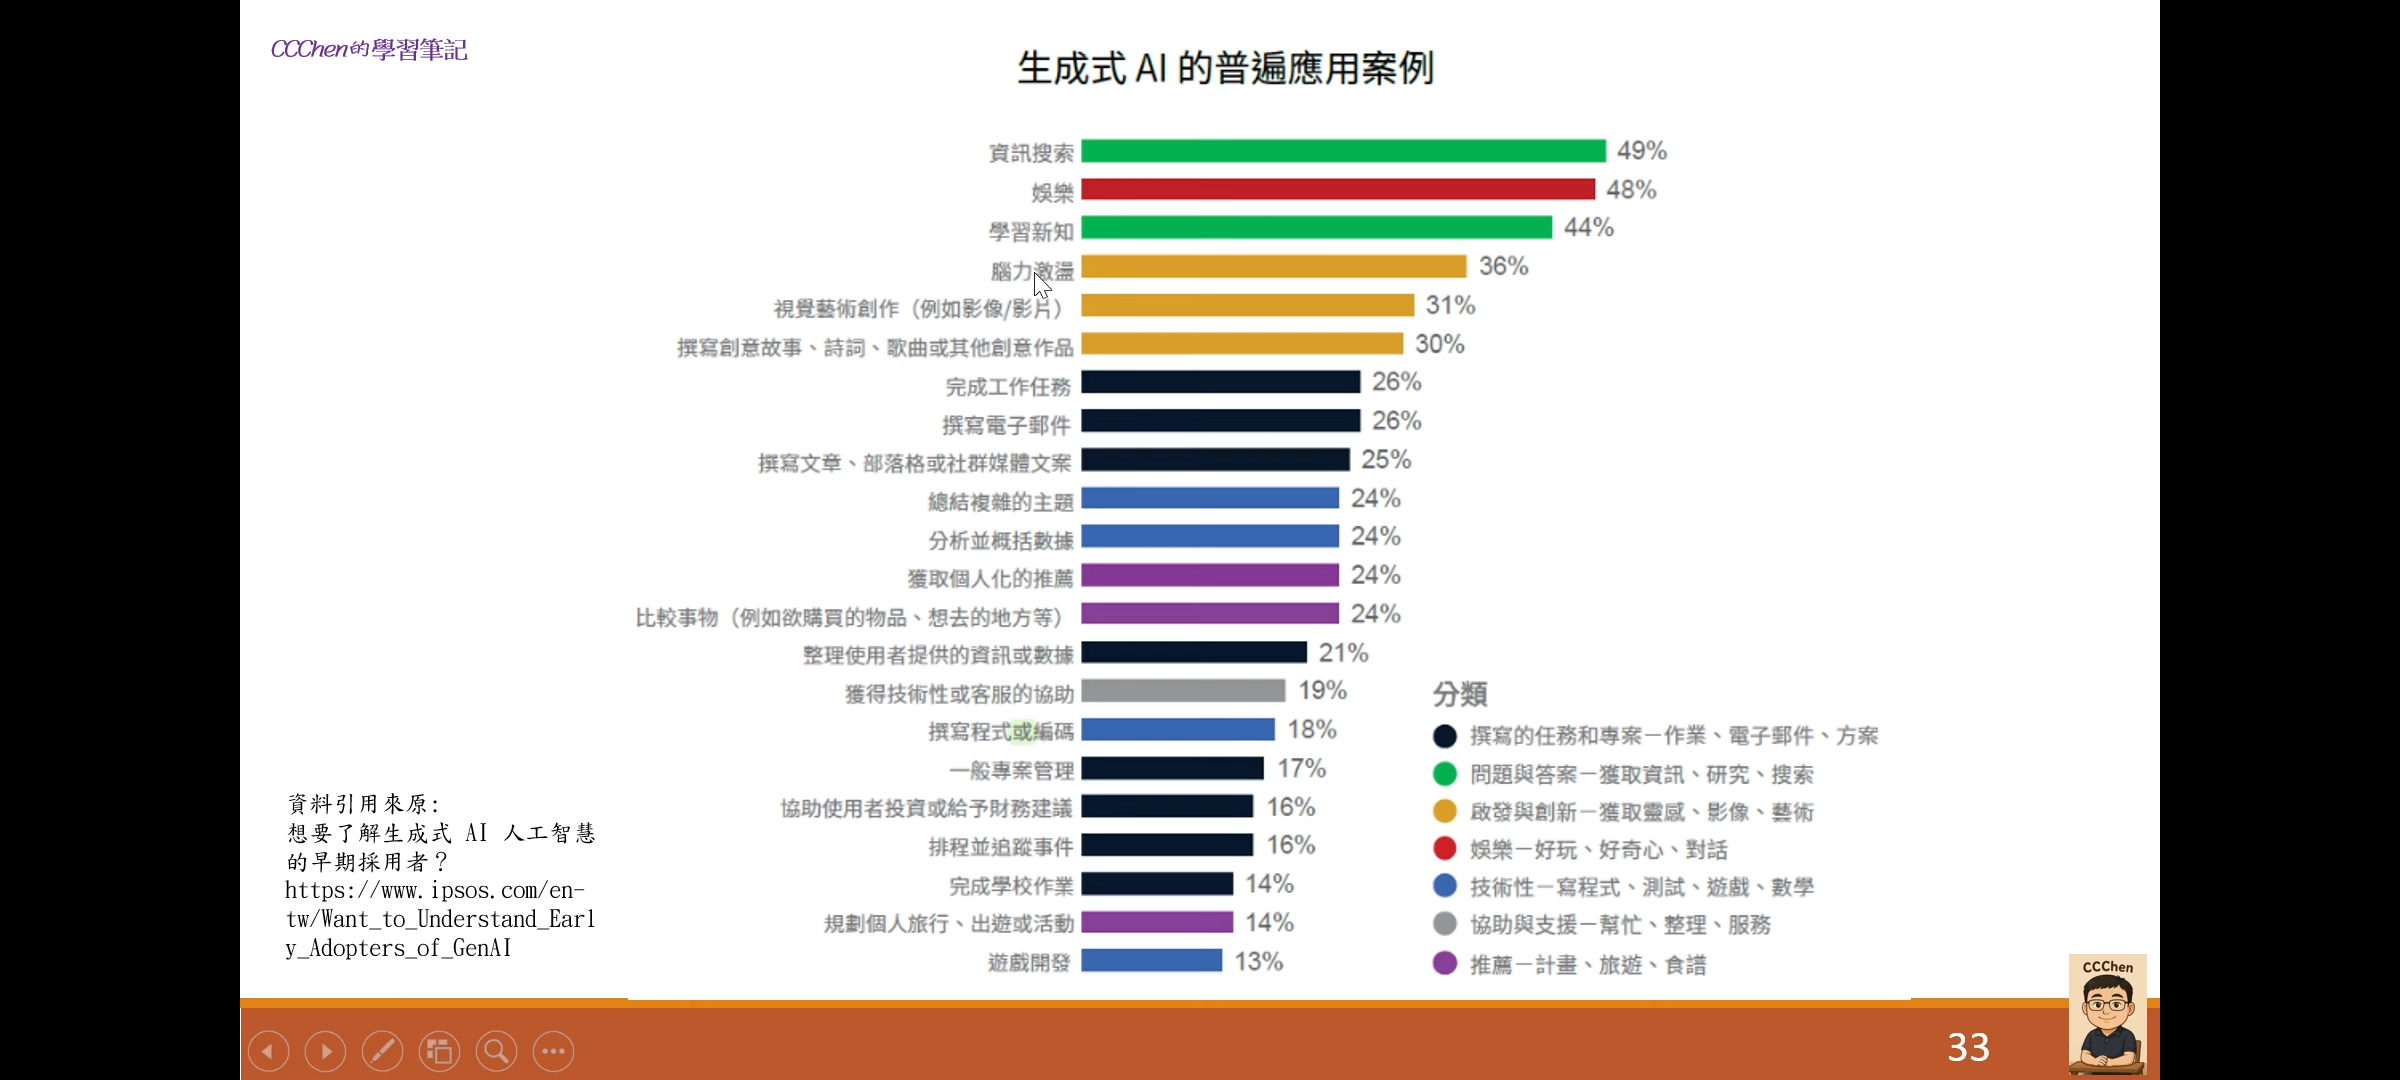 CCChen的學習筆記
生成式 AI 的普遍應用案例
資訊搜索 49%
娛樂 48%
學習新知 44%
腦力激盪 36%
視覺藝術創作（例如影像/影片） 31%
撰寫創意故事、詩詞、歌曲或其他創意作品 30%
完成工作任務 26%
撰寫電子郵件 26%
撰寫文章、部落格或社群媒體文案 25%
總結複雜的主題 24%
分析並概括數據 24%
獲取個人化的推薦 24%
比較事物（例如欲購買的物品、想去的地方等） 24%
整理使用者提供的資訊或數據 21%
獲得技術性或客服的協助 19%
撰寫程式或編碼 18%
一般專案管理 17%
協助使用者投資或給予財務建議 16%
排程並追蹤事件 16%
完成學校作業 14%
規劃個人旅行、出遊或活動 14%
遊戲開發 13%
分類
撰寫的任務和專案－作業、電子郵件、方案
問題與答案－獲取資訊、研究、搜索
啟發與創新－獲取靈感、影像、藝術
娛樂－好玩、好奇心、對話
技術性－寫程式、測試、遊戲、數學
協助與支援－幫忙、整理、服務
推薦－計畫、旅遊、食譜
資料引用來原:
想要了解生成式 AI 人工智慧
的早期採用者？
https://www.ipsos.com/en-
tw/Want_to_Understand_Earl
y_Adopters_of_GenAI
33
CCChen